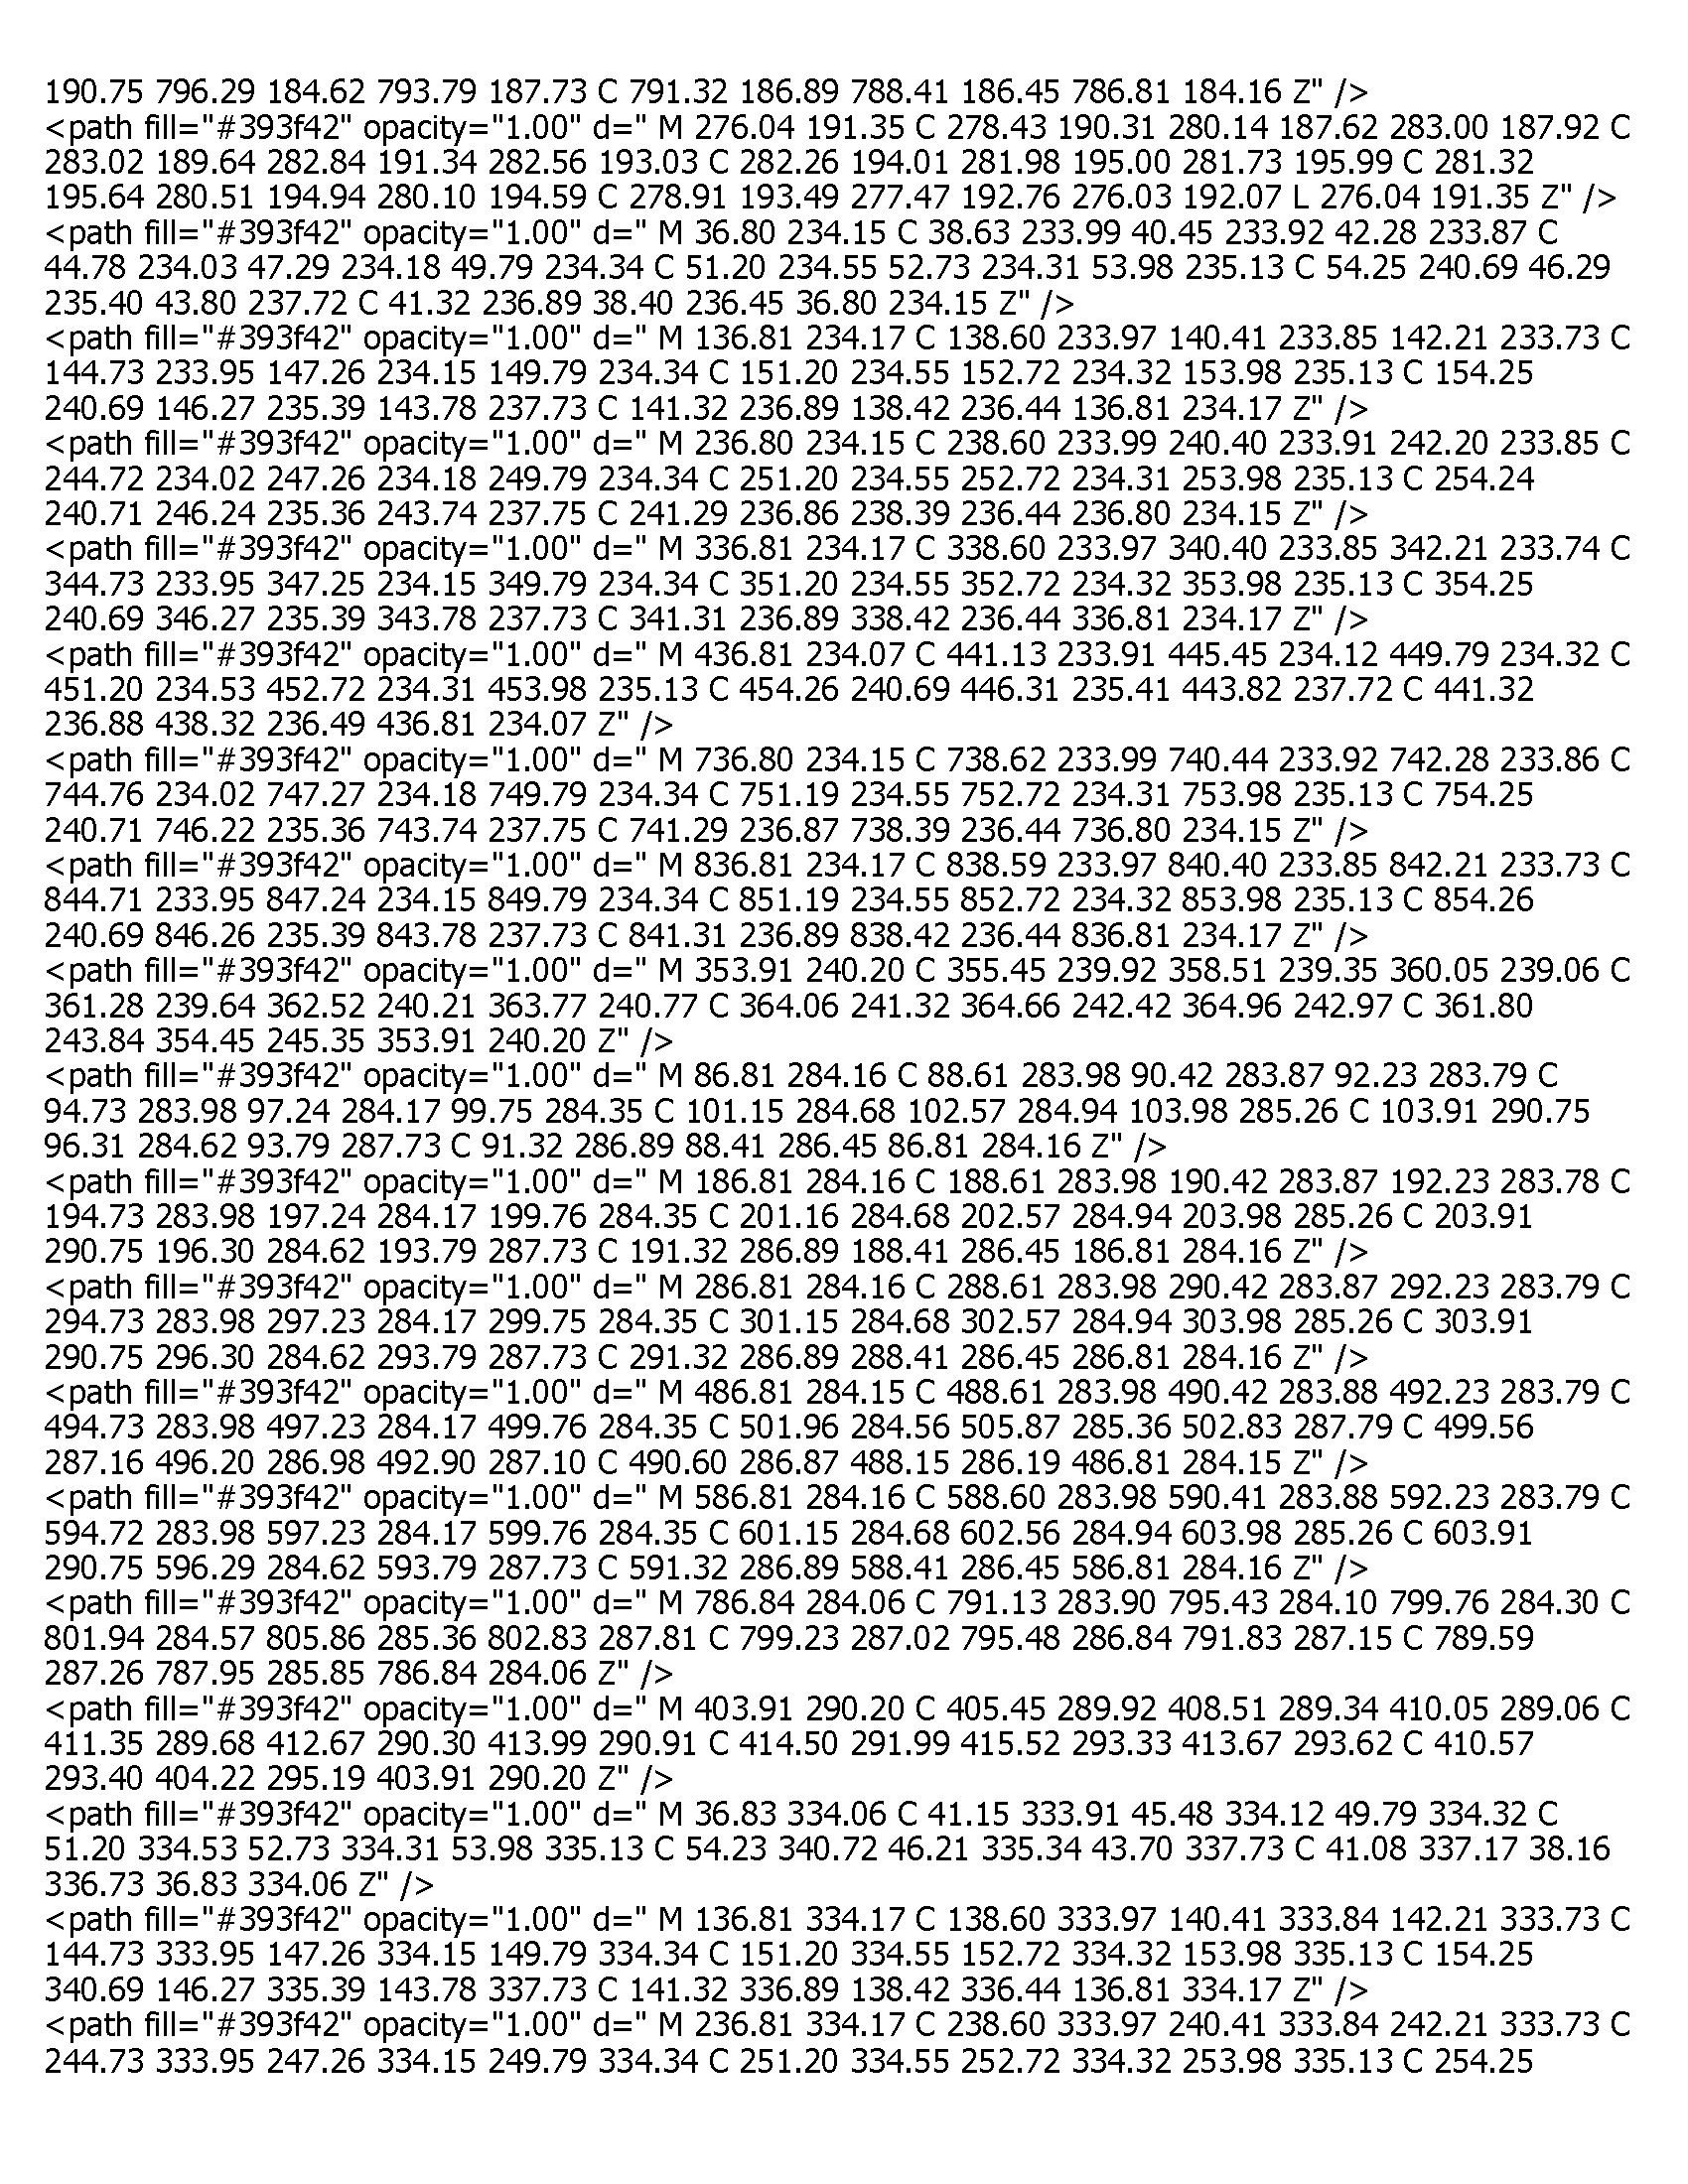 190.75 796.29 184.62 793.79 187.73 C 791.32 186.89 788.41 186.45 786.81 184.16 Z" />
<path fill="#393f42" opacity="1.00" d=" M 276.04 191.35 C 278.43 190.31 280.14 187.62 283.00 187.92 C
283.02 189.64 282.84 191.34 282.56 193.03 C 282.26 194.01 281.98 195.00 281.73 195.99 C 281.32
195.64 280.51 194.94 280.10 194.59 C 278.91 193.49 277.47 192.76 276.03 192.07 L 276.04 191.35 Z" />
<path fill="#393f42" opacity="1.00" d=" M 36.80 234.15 C 38.63 233.99 40.45 233.92 42.28 233.87 C
44.78 234.03 47.29 234.18 49.79 234.34 C 51.20 234.55 52.73 234.31 53.98 235.13 C 54.25 240.69 46.29
235.40 43.80 237.72 C 41.32 236.89 38.40 236.45 36.80 234.15 Z" />
<path fill="#393f42" opacity="1.00" d=" M 136.81 234.17 C 138.60 233.97 140.41 233.85 142.21 233.73 C
144.73 233.95 147.26 234.15 149.79 234.34 C 151.20 234.55 152.72 234.32 153.98 235.13 C 154.25
240.69 146.27 235.39 143.78 237.73 C 141.32 236.89 138.42 236.44 136.81 234.17 Z" />
<path fill="#393f42" opacity="1.00" d=" M 236.80 234.15 C 238.60 233.99 240.40 233.91 242.20 233.85 C
244.72 234.02 247.26 234.18 249.79 234.34 C 251.20 234.55 252.72 234.31 253.98 235.13 C 254.24
240.71 246.24 235.36 243.74 237.75 C 241.29 236.86 238.39 236.44 236.80 234.15 Z" />
<path fill="#393f42" opacity="1.00" d=" M 336.81 234.17 C 338.60 233.97 340.40 233.85 342.21 233.74 C
344.73 233.95 347.25 234.15 349.79 234.34 C 351.20 234.55 352.72 234.32 353.98 235.13 C 354.25
240.69 346.27 235.39 343.78 237.73 C 341.31 236.89 338.42 236.44 336.81 234.17 Z" />
<path fill="#393f42" opacity="1.00" d=" M 436.81 234.07 C 441.13 233.91 445.45 234.12 449.79 234.32 C
451.20 234.53 452.72 234.31 453.98 235.13 C 454.26 240.69 446.31 235.41 443.82 237.72 C 441.32
236.88 438.32 236.49 436.81 234.07 Z" />
<path fill="#393f42" opacity="1.00" d=" M 736.80 234.15 C 738.62 233.99 740.44 233.92 742.28 233.86 C
744.76 234.02 747.27 234.18 749.79 234.34 C 751.19 234.55 752.72 234.31 753.98 235.13 C 754.25
240.71 746.22 235.36 743.74 237.75 C 741.29 236.87 738.39 236.44 736.80 234.15 Z" />
<path fill="#393f42" opacity="1.00" d=" M 836.81 234.17 C 838.59 233.97 840.40 233.85 842.21 233.73 C
844.71 233.95 847.24 234.15 849.79 234.34 C 851.19 234.55 852.72 234.32 853.98 235.13 C 854.26
240.69 846.26 235.39 843.78 237.73 C 841.31 236.89 838.42 236.44 836.81 234.17 Z" />
<path fill="#393f42" opacity="1.00" d=" M 353.91 240.20 C 355.45 239.92 358.51 239.35 360.05 239.06 C
361.28 239.64 362.52 240.21 363.77 240.77 C 364.06 241.32 364.66 242.42 364.96 242.97 C 361.80
243.84 354.45 245.35 353.91 240.20 Z" />
<path fill="#393f42" opacity="1.00" d=" M 86.81 284.16 C 88.61 283.98 90.42 283.87 92.23 283.79 C
94.73 283.98 97.24 284.17 99.75 284.35 C 101.15 284.68 102.57 284.94 103.98 285.26 C 103.91 290.75
96.31 284.62 93.79 287.73 C 91.32 286.89 88.41 286.45 86.81 284.16 Z" />
<path fill="#393f42" opacity="1.00" d=" M 186.81 284.16 C 188.61 283.98 190.42 283.87 192.23 283.78 C
194.73 283.98 197.24 284.17 199.76 284.35 C 201.16 284.68 202.57 284.94 203.98 285.26 C 203.91
290.75 196.30 284.62 193.79 287.73 C 191.32 286.89 188.41 286.45 186.81 284.16 Z" />
<path fill="#393f42" opacity="1.00" d=" M 286.81 284.16 C 288.61 283.98 290.42 283.87 292.23 283.79 C
294.73 283.98 297.23 284.17 299.75 284.35 C 301.15 284.68 302.57 284.94 303.98 285.26 C 303.91
290.75 296.30 284.62 293.79 287.73 C 291.32 286.89 288.41 286.45 286.81 284.16 Z" />
<path fill="#393f42" opacity="1.00" d=" M 486.81 284.15 C 488.61 283.98 490.42 283.88 492.23 283.79 C
494.73 283.98 497.23 284.17 499.76 284.35 C 501.96 284.56 505.87 285.36 502.83 287.79 C 499.56
287.16 496.20 286.98 492.90 287.10 C 490.60 286.87 488.15 286.19 486.81 284.15 Z" />
<path fill="#393f42" opacity="1.00" d=" M 586.81 284.16 C 588.60 283.98 590.41 283.88 592.23 283.79 C
594.72 283.98 597.23 284.17 599.76 284.35 C 601.15 284.68 602.56 284.94 603.98 285.26 C 603.91
290.75 596.29 284.62 593.79 287.73 C 591.32 286.89 588.41 286.45 586.81 284.16 Z" />
<path fill="#393f42" opacity="1.00" d=" M 786.84 284.06 C 791.13 283.90 795.43 284.10 799.76 284.30 C
801.94 284.57 805.86 285.36 802.83 287.81 C 799.23 287.02 795.48 286.84 791.83 287.15 C 789.59
287.26 787.95 285.85 786.84 284.06 Z" />
<path fill="#393f42" opacity="1.00" d=" M 403.91 290.20 C 405.45 289.92 408.51 289.34 410.05 289.06 C
411.35 289.68 412.67 290.30 413.99 290.91 C 414.50 291.99 415.52 293.33 413.67 293.62 C 410.57
293.40 404.22 295.19 403.91 290.20 Z" />
<path fill="#393f42" opacity="1.00" d=" M 36.83 334.06 C 41.15 333.91 45.48 334.12 49.79 334.32 C
51.20 334.53 52.73 334.31 53.98 335.13 C 54.23 340.72 46.21 335.34 43.70 337.73 C 41.08 337.17 38.16
336.73 36.83 334.06 Z" />
<path fill="#393f42" opacity="1.00" d=" M 136.81 334.17 C 138.60 333.97 140.41 333.84 142.21 333.73 C
144.73 333.95 147.26 334.15 149.79 334.34 C 151.20 334.55 152.72 334.32 153.98 335.13 C 154.25
340.69 146.27 335.39 143.78 337.73 C 141.32 336.89 138.42 336.44 136.81 334.17 Z" />
<path fill="#393f42" opacity="1.00" d=" M 236.81 334.17 C 238.60 333.97 240.41 333.84 242.21 333.73 C
244.73 333.95 247.26 334.15 249.79 334.34 C 251.20 334.55 252.72 334.32 253.98 335.13 C 254.25